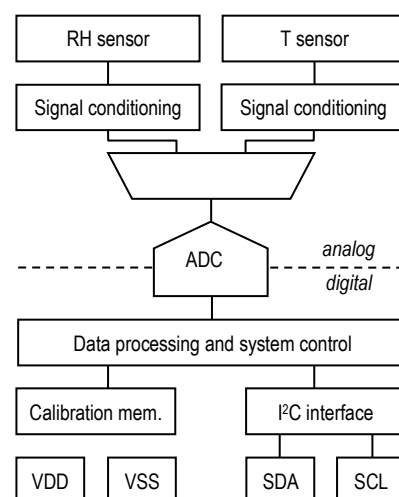 RH sensor
T sensor
Signal conditioning
Signal conditioning
ADC
analog
digital
Data processing and system control
Calibration mem.
I²C interface
VDD
VSS
SDA
SCL